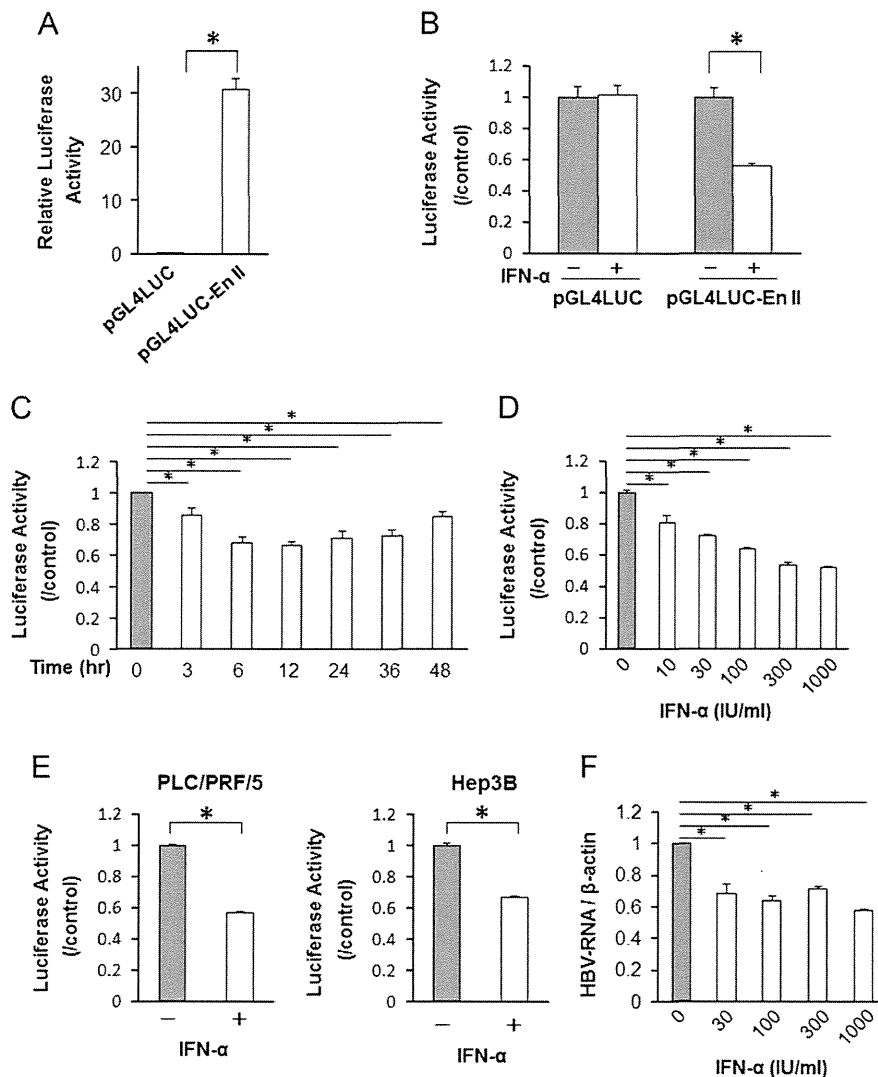 A
*
Relative Luciferase
Activity
30
20
10
0
pGL4LUC
pGL4LUC-En II
B
*
Luciferase Activity
(/control)
1.2
1
0.8
0.6
0.4
0.2
0
IFN-α
− + − +
pGL4LUC pGL4LUC-En II
C
*
*
*
*
*
*
Luciferase Activity
(/control)
1.2
1
0.8
0.6
0.4
0.2
0
Time (hr) 0 3 6 12 24 36 48
D
*
*
*
*
*
Luciferase Activity
(/control)
1.2
1
0.8
0.6
0.4
0.2
0
0 10 30 100 300 1000
IFN-α (IU/ml)
E
PLC/PRF/5
*
Luciferase Activity
(/control)
1.2
1
0.8
0.6
0.4
0.2
0
− +
IFN-α
Hep3B
*
Luciferase Activity
(/control)
1.2
1
0.8
0.6
0.4
0.2
0
− +
IFN-α
F
*
*
*
*
HBV-RNA / β-actin
1.2
1
0.8
0.6
0.4
0.2
0
0 30 100 300 1000
IFN-α (IU/ml)